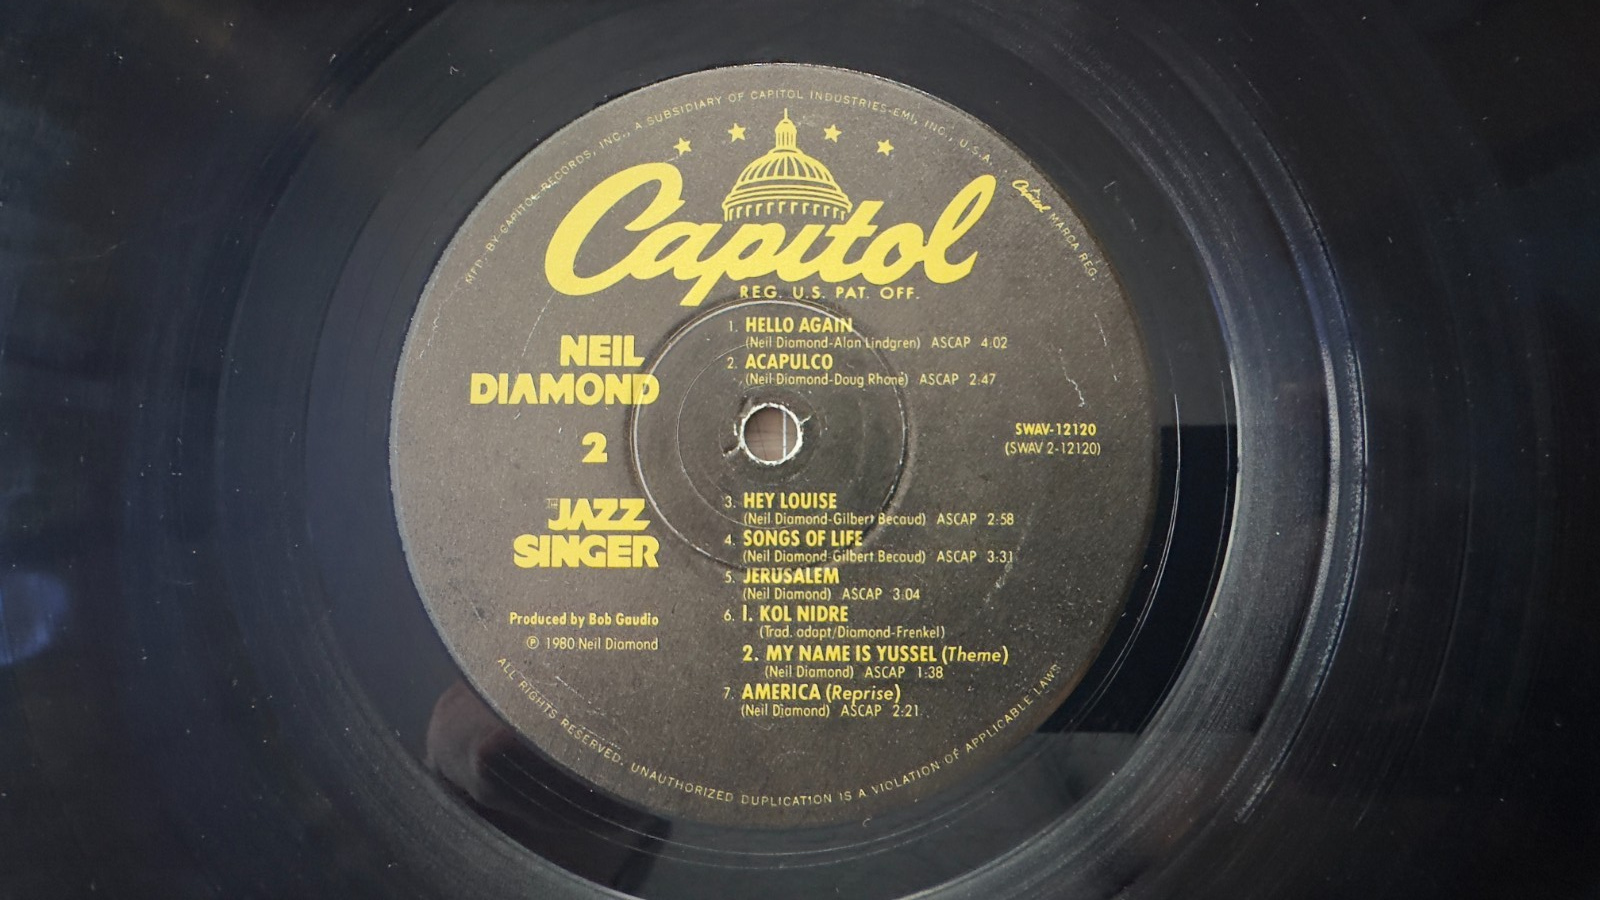 MFD. BY CAPITOL RECORDS, INC., A SUBSIDIARY OF CAPITOL INDUSTRIES-EMI, INC., U.S.A.
Capitol MARCA REG.
Capitol
REG. U.S. PAT. OFF.
NEIL
DIAMOND
2
THE
JAZZ
SINGER
Produced by Bob Gaudio
℗ 1980 Neil Diamond
1. HELLO AGAIN
(Neil Diamond-Alan Lindgren) ASCAP 4:02
2. ACAPULCO
(Neil Diamond-Doug Rhone) ASCAP 2:47
SWAV-12120
(SWAV 2-12120)
3. HEY LOUISE
(Neil Diamond-Gilbert Becaud) ASCAP 2:58
4. SONGS OF LIFE
(Neil Diamond-Gilbert Becaud) ASCAP 3:31
5. JERUSALEM
(Neil Diamond) ASCAP 3:04
6. 1. KOL NIDRE
(Trad. adapt/Diamond-Frenkel)
2. MY NAME IS YUSSEL (Theme)
(Neil Diamond) ASCAP 1:38
7. AMERICA (Reprise)
(Neil Diamond) ASCAP 2:21
ALL RIGHTS RESERVED. UNAUTHORIZED DUPLICATION IS A VIOLATION OF APPLICABLE LAWS